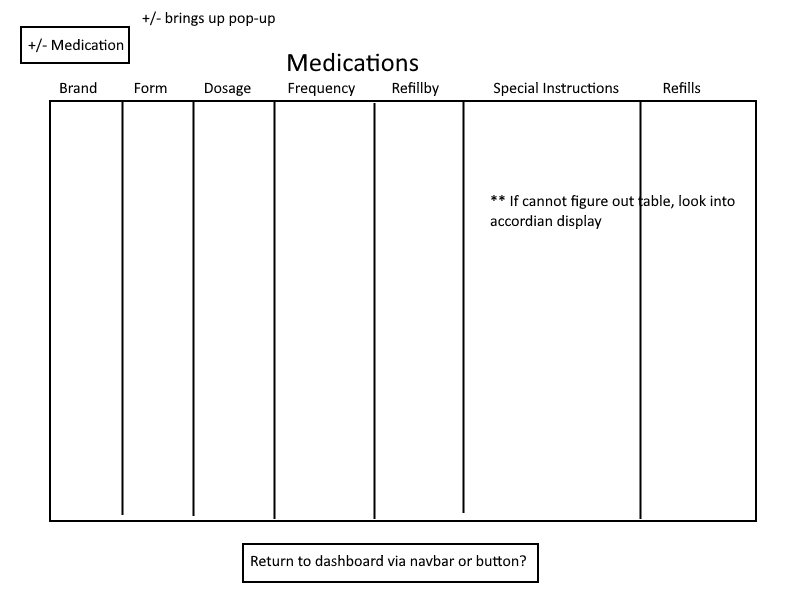 +/- brings up pop-up
+/- Medication
Medications
Brand Form Dosage Frequency Refillby Special Instructions Refills
** If cannot figure out table, look into
accordian display
Return to dashboard via navbar or button?